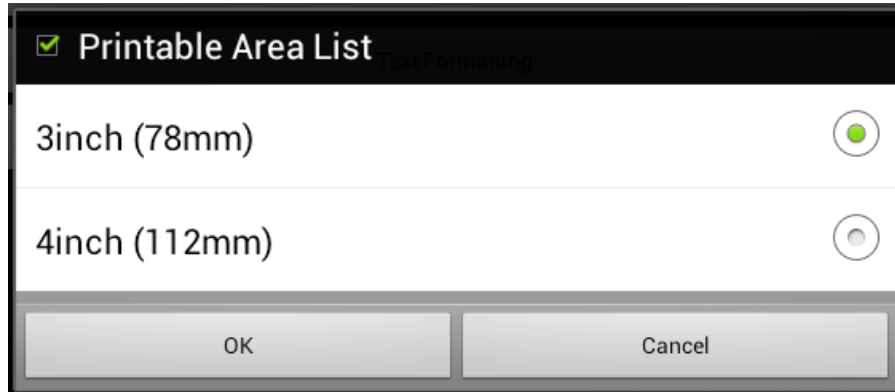 Printable Area List
Text Formatting
3inch (78mm)
4inch (112mm)
OK
Cancel